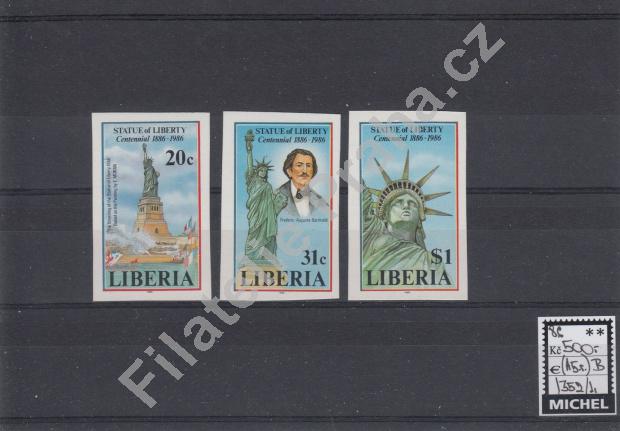 STATUE of LIBERTY
Centennial 1886-1986
20c
LIBERIA
STATUE of LIBERTY
Centennial 1886-1986
Frederic Auguste Bartholdi
31c
LIBERIA
STATUE of LIBERTY
Centennial 1886-1986
$1
LIBERIA
**
Kč 500
€ B
MICHEL
.cz